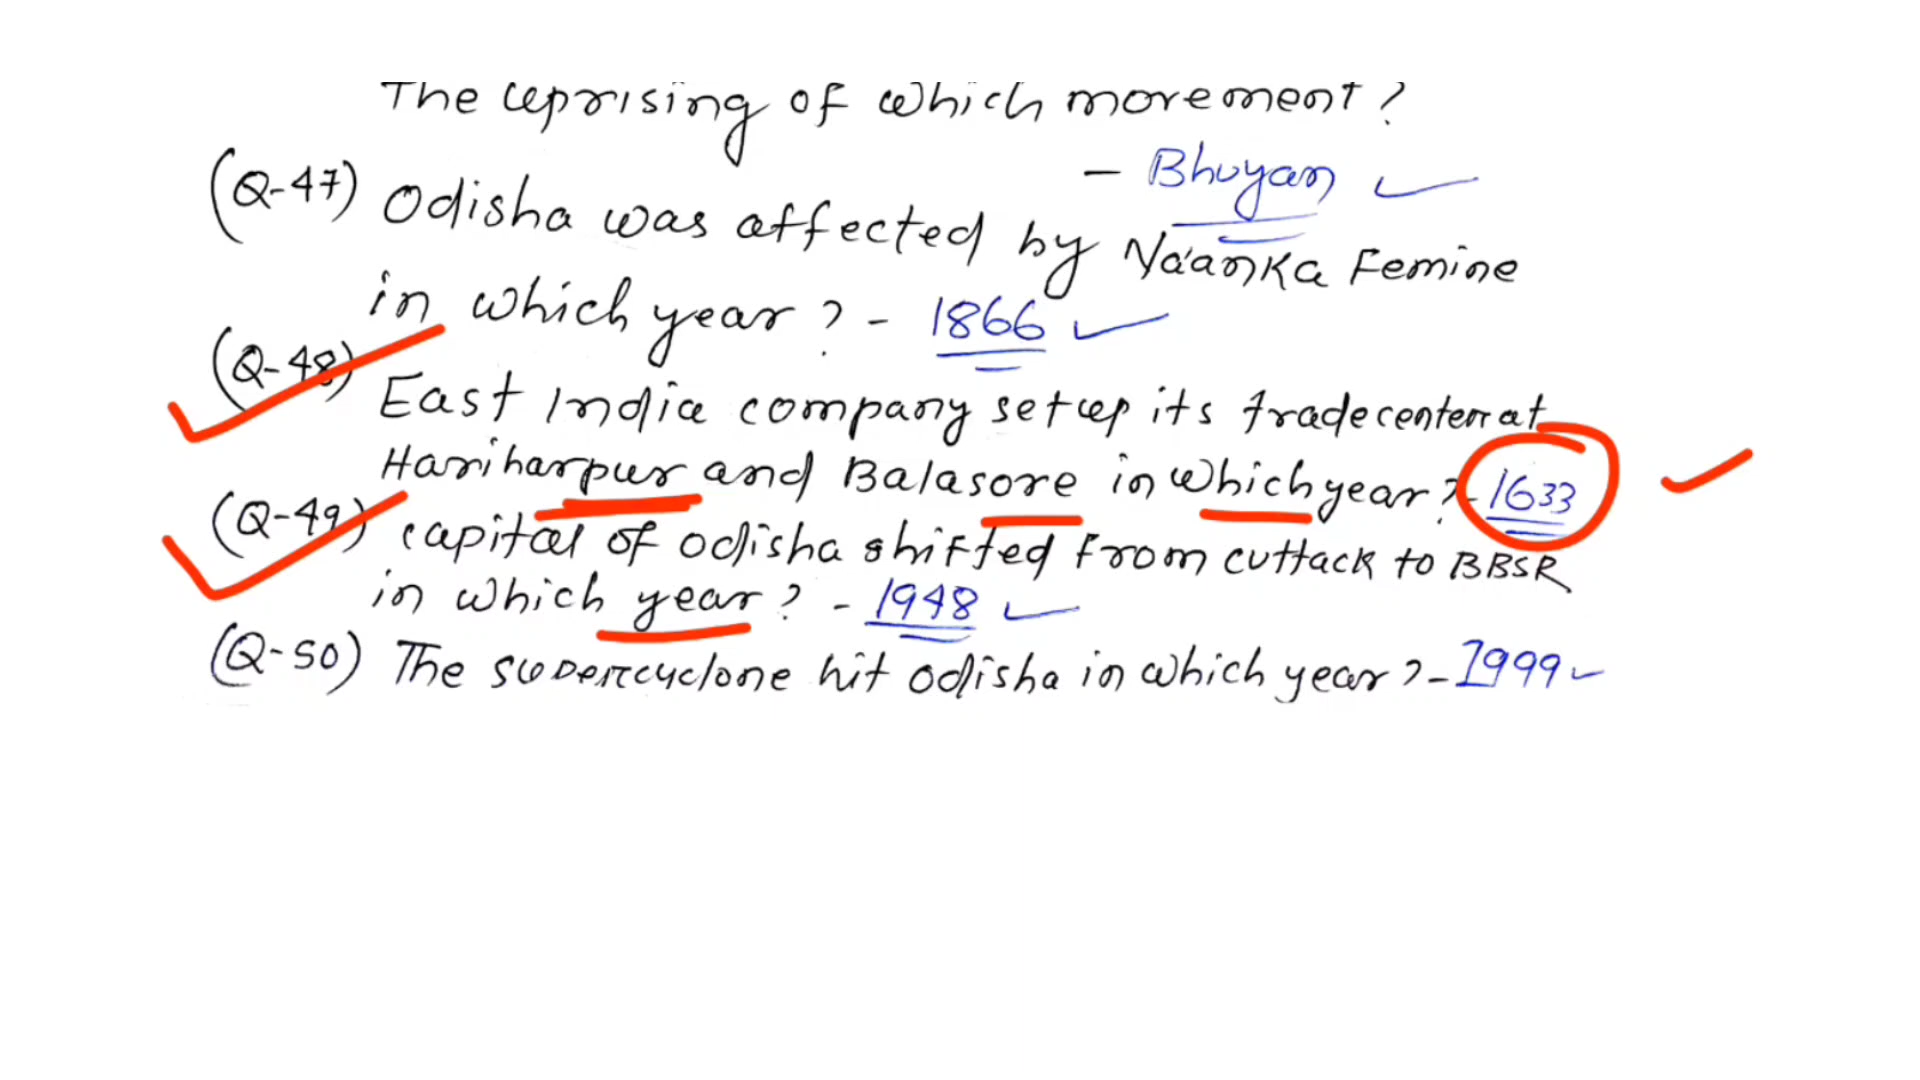 The uprising of which movement?
- Bhuyan
(Q-47) Odisha was affected by Na'anka Femine
in which year? - 1866
(Q-48) East India company setup its tradecenter at
Hariharpur and Balasore in which year? - 1633
(Q-49) capital of odisha shifted from cuttack to BBSR
in which year? - 1948
(Q-50) The supercyclone hit odisha in which year? - 1999